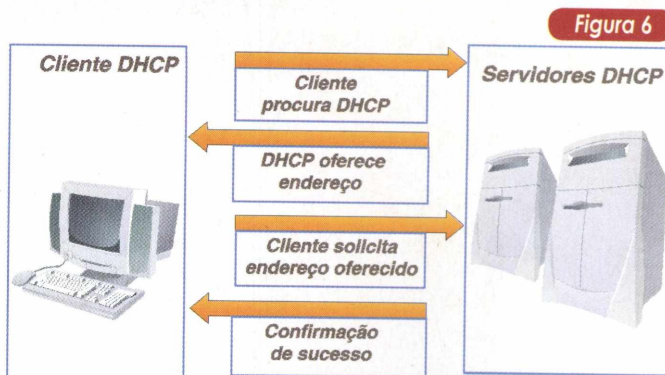 Figura 6
Cliente DHCP
Servidores DHCP
Cliente
procura DHCP
DHCP oferece
endereço
Cliente solicita
endereço oferecido
Confirmação
de sucesso